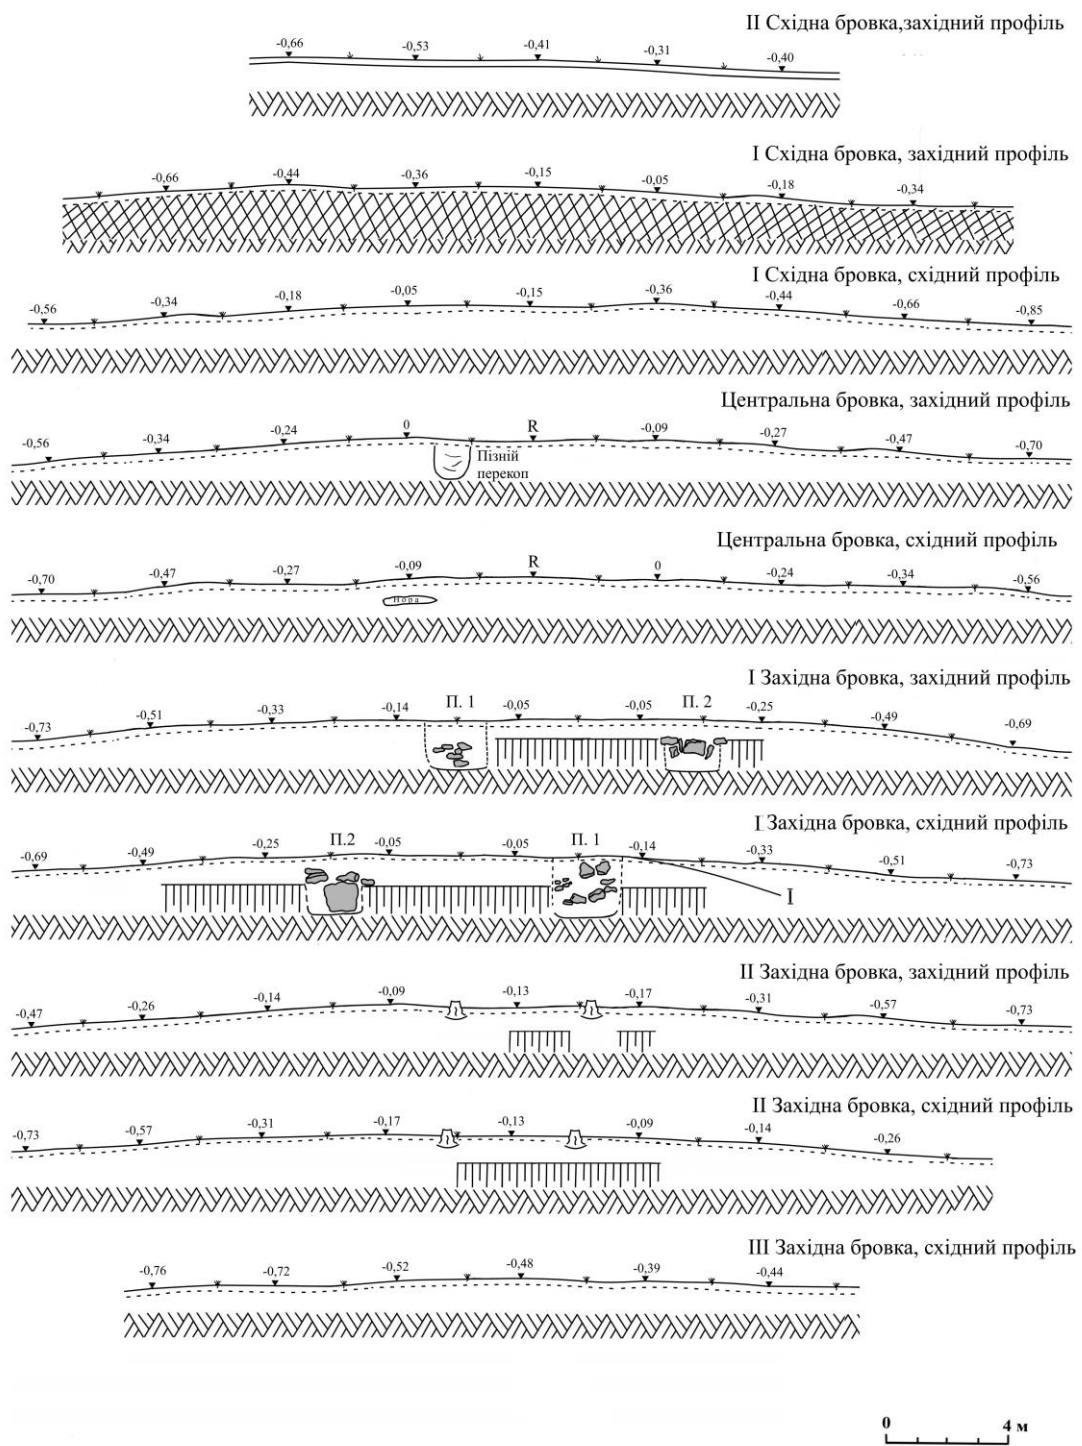 II Східна бровка,західний профіль
-0,66 -0,53 -0,41 -0,31 -0,40
I Східна бровка, західний профіль
-0,66 -0,44 -0,36 -0,15 -0,05 -0,18 -0,34
I Східна бровка, східний профіль
-0,56 -0,34 -0,18 -0,05 -0,15 -0,36 -0,44 -0,66 -0,85
Центральна бровка, західний профіль
-0,56 -0,34 -0,24 0 R -0,09 -0,27 -0,47 -0,70
Пізній
перекоп
Центральна бровка, східний профіль
-0,70 -0,47 -0,27 -0,09 R 0 -0,24 -0,34 -0,56
Нора
I Західна бровка, західний профіль
-0,73 -0,51 -0,33 -0,14 П. 1 -0,05 -0,05 П. 2 -0,25 -0,49 -0,69
I Західна бровка, східний профіль
-0,69 -0,49 -0,25 П.2 -0,05 -0,05 П. 1 -0,14 -0,33 -0,51 -0,73
I
II Західна бровка, західний профіль
-0,47 -0,26 -0,14 -0,09 -0,13 -0,17 -0,31 -0,57 -0,73
II Західна бровка, східний профіль
-0,73 -0,57 -0,31 -0,17 -0,13 -0,09 -0,14 -0,26
III Західна бровка, східний профіль
-0,76 -0,72 -0,52 -0,48 -0,39 -0,44
0 4 м